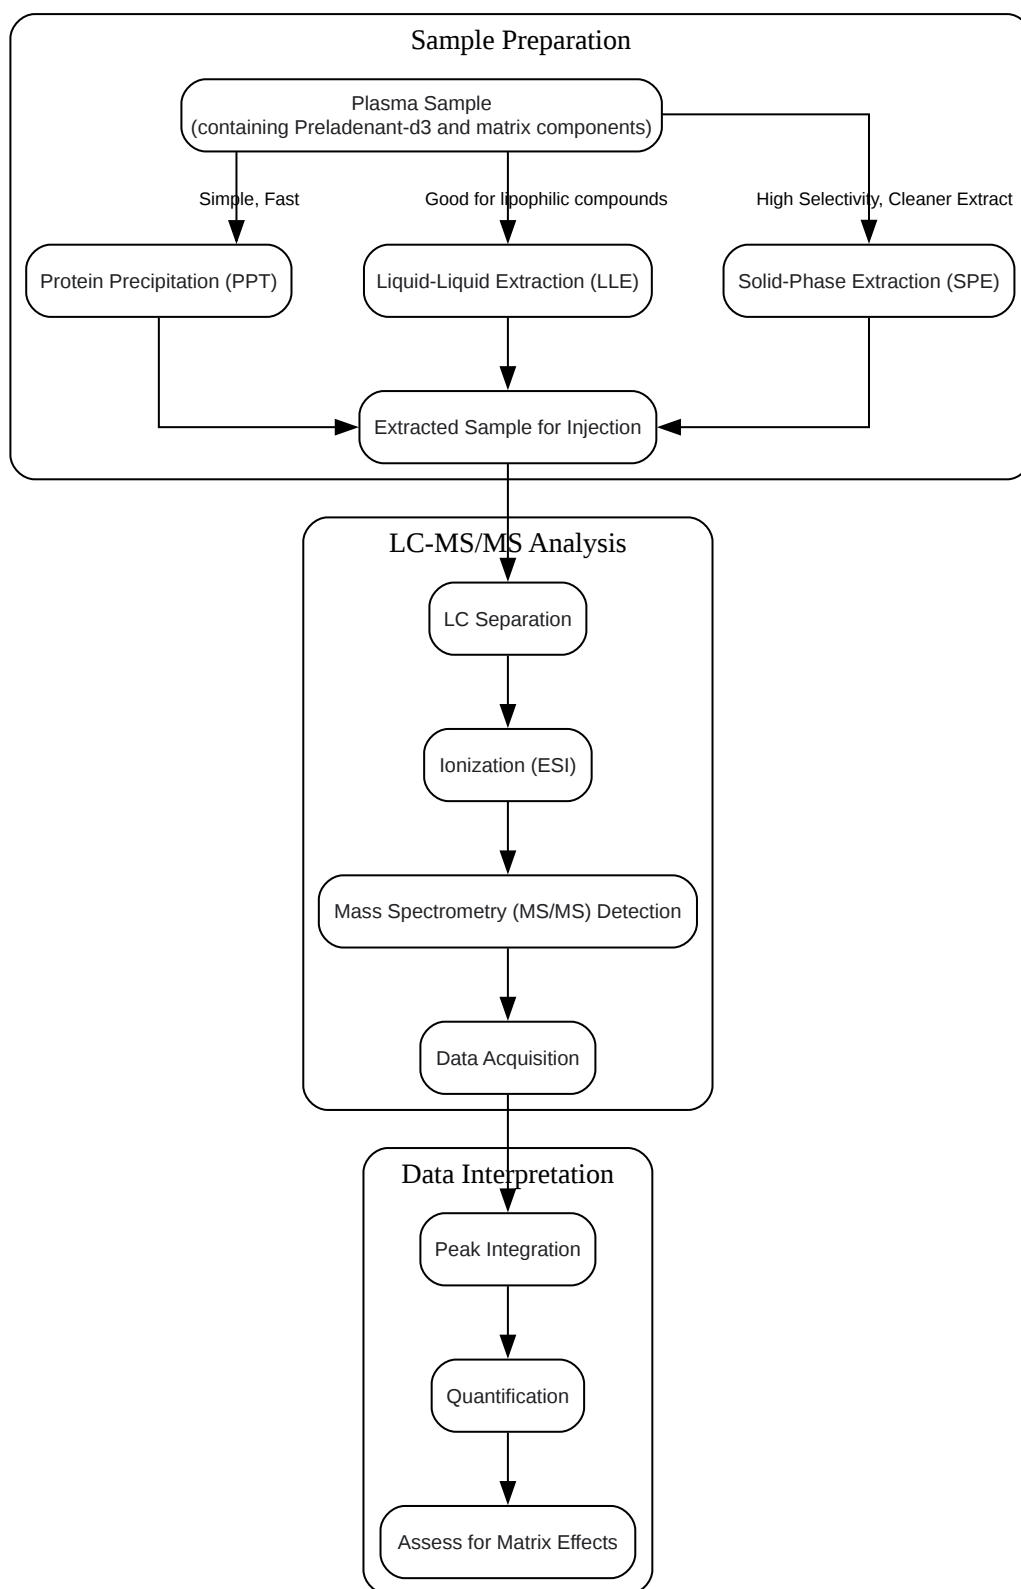 Sample Preparation
Plasma Sample
(containing Preladenant-d3 and matrix components)
Simple, Fast
Good for lipophilic compounds
High Selectivity, Cleaner Extract
Protein Precipitation (PPT)
Liquid-Liquid Extraction (LLE)
Solid-Phase Extraction (SPE)
Extracted Sample for Injection
LC-MS/MS Analysis
LC Separation
Ionization (ESI)
Mass Spectrometry (MS/MS) Detection
Data Acquisition
Data Interpretation
Peak Integration
Quantification
Assess for Matrix Effects